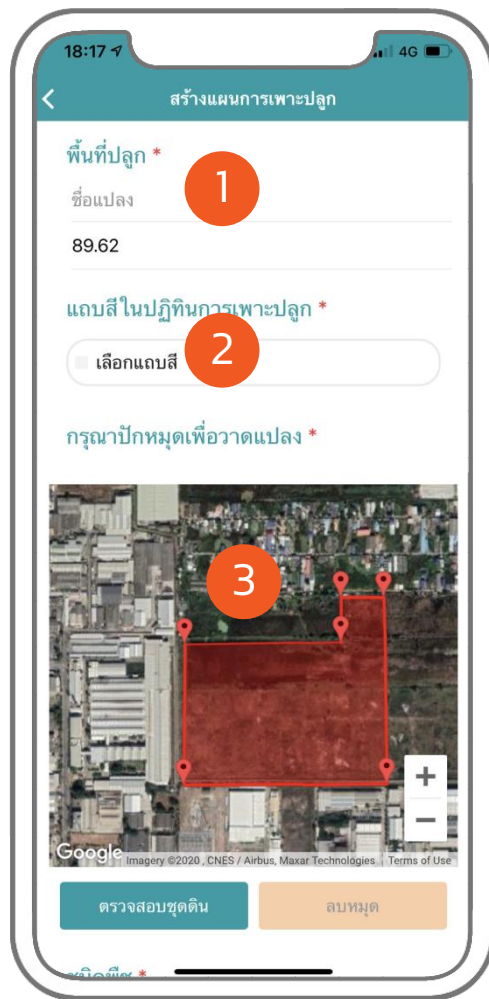 18:17 4G
สร้างแผนการเพาะปลูก
พื้นที่ปลูก *
1
ชื่อแปลง
89.62
แถบสีในปฏิทินการเพาะปลูก *
2
เลือกแถบสี
กรุณาปักหมุดเพื่อวาดแปลง *
3
+
−
Google Imagery ©2020 , CNES / Airbus, Maxar Technologies Terms of Use
ตรวจสอบชุดดิน ลบหมุด
ชนิดพืช *